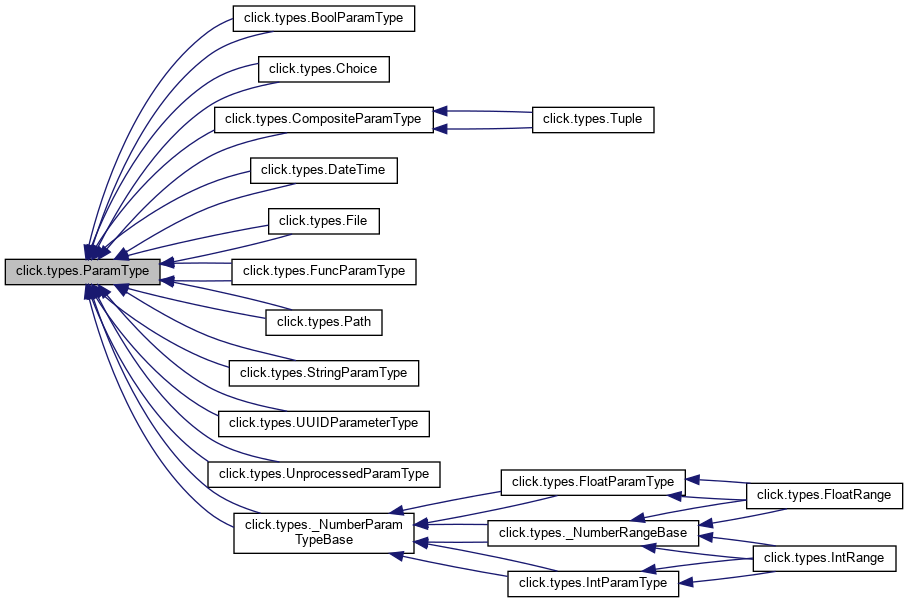 click.types.BoolParamType
click.types.Choice
click.types.CompositeParamType
click.types.Tuple
click.types.DateTime
click.types.File
click.types.ParamType
click.types.FuncParamType
click.types.Path
click.types.StringParamType
click.types.UUIDParameterType
click.types.UnprocessedParamType
click.types.FloatParamType
click.types.FloatRange
click.types._NumberParam
TypeBase
click.types._NumberRangeBase
click.types.IntRange
click.types.IntParamType